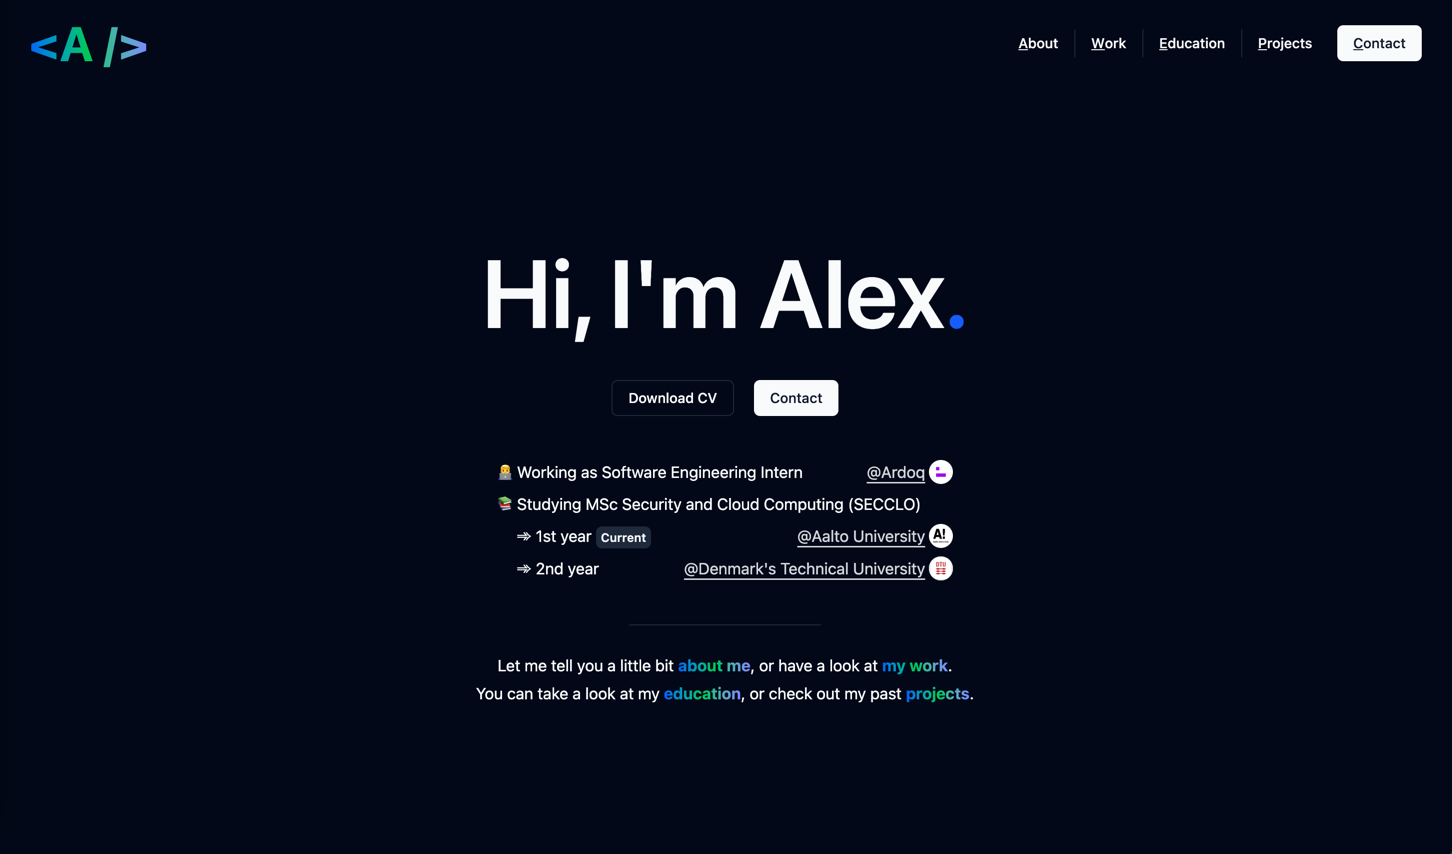 <A />
About
Work
Education
Projects
Contact
Hi, I'm Alex.
Download CV
Contact
👨‍💻 Working as Software Engineering Intern @Ardoq
📚 Studying MSc Security and Cloud Computing (SECCLO)
⇾ 1st year Current @Aalto University A!
⇾ 2nd year @Denmark's Technical University DTU
Let me tell you a little bit about me, or have a look at my work.
You can take a look at my education, or check out my past projects.